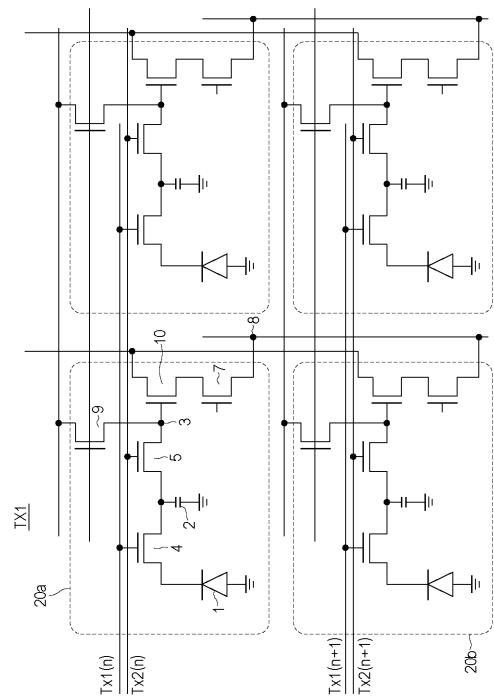 TX1
20a
9
10
8
7
3
5
2
4
1
Tx1(n)
Tx2(n)
Tx1(n+1)
Tx2(n+1)
20b